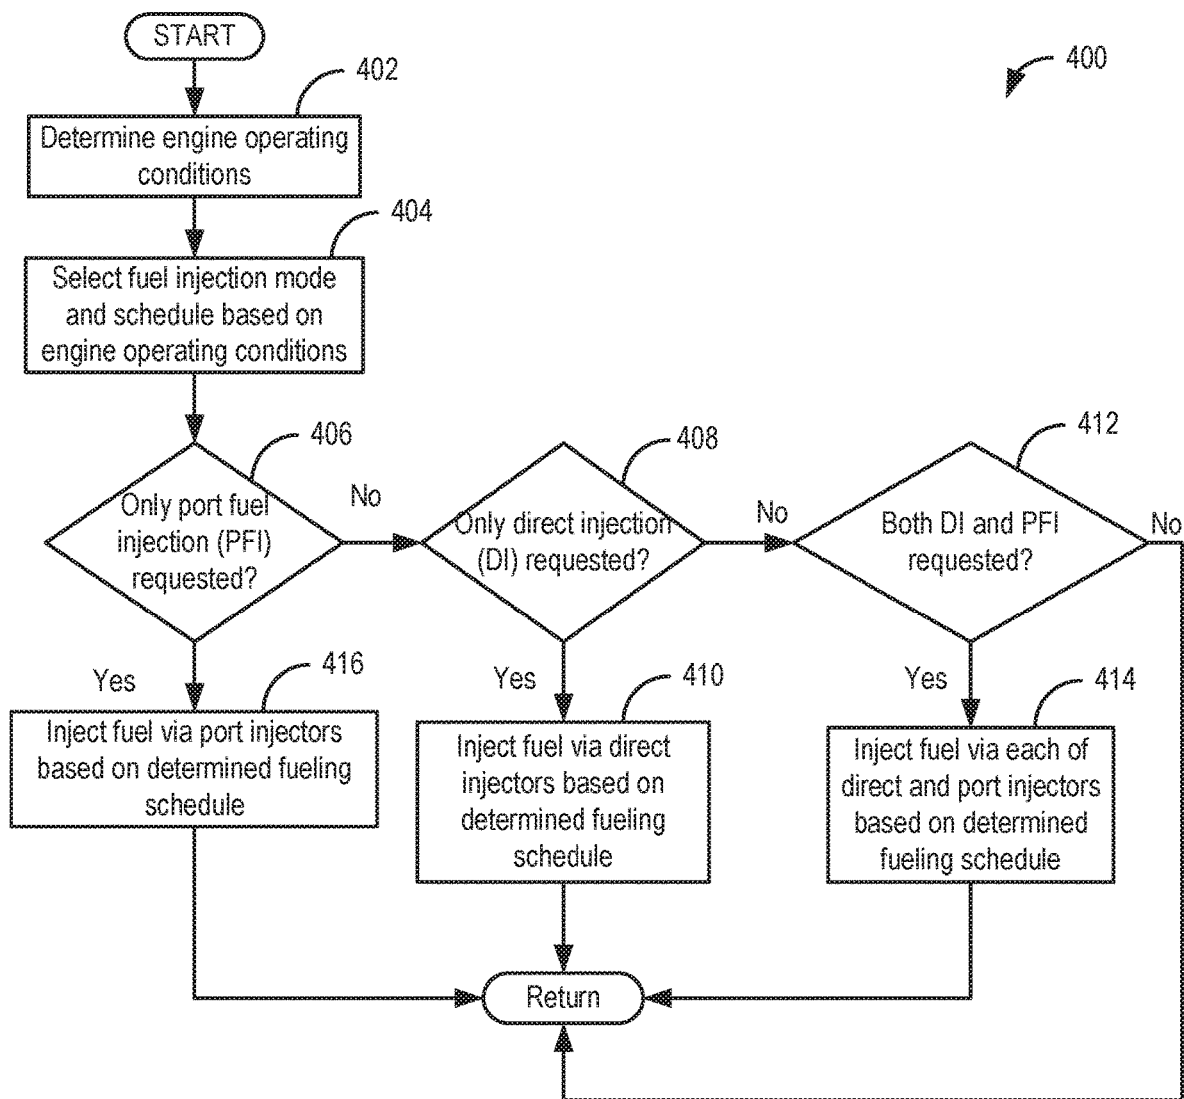 START
400
402
Determine engine operating
conditions
404
Select fuel injection mode
and schedule based on
engine operating conditions
406
Only port fuel
injection (PFI)
requested?
No
408
Only direct injection
(DI) requested?
No
412
Both DI and PFI
requested?
No
Yes
416
Inject fuel via port injectors
based on determined fueling
schedule
Yes
410
Inject fuel via direct
injectors based on
determined fueling
schedule
Yes
414
Inject fuel via each of
direct and port injectors
based on determined
fueling schedule
Return